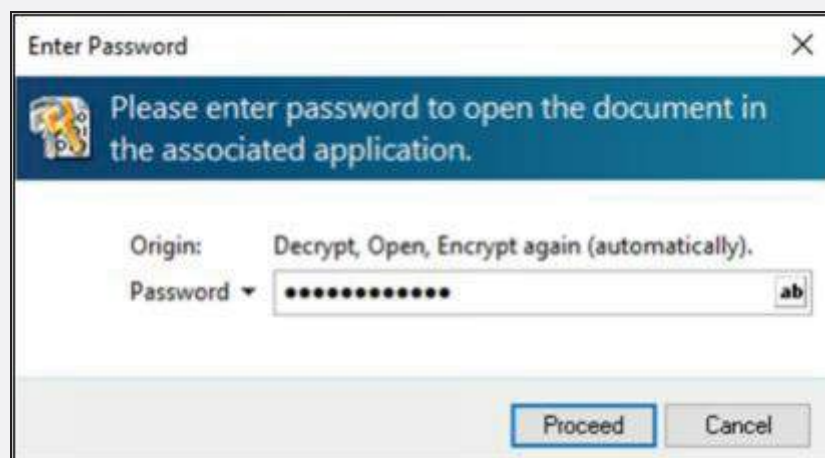 Enter Password
Please enter password to open the document in
the associated application.
Origin: Decrypt, Open, Encrypt again (automatically).
Password ●●●●●●●●●●●● ab
Proceed Cancel